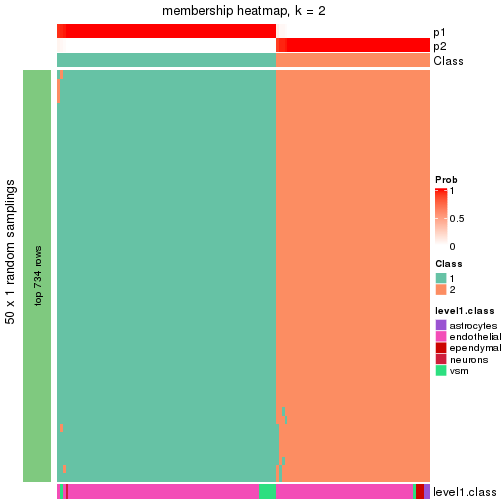 membership heatmap, k = 2
p1
p2
Class
50 x 1 random samplings
top 734 rows
Prob
1
0.5
0
Class
1
2
level1.class
astrocytes
endothelial
ependymal
neurons
vsm
level1.class